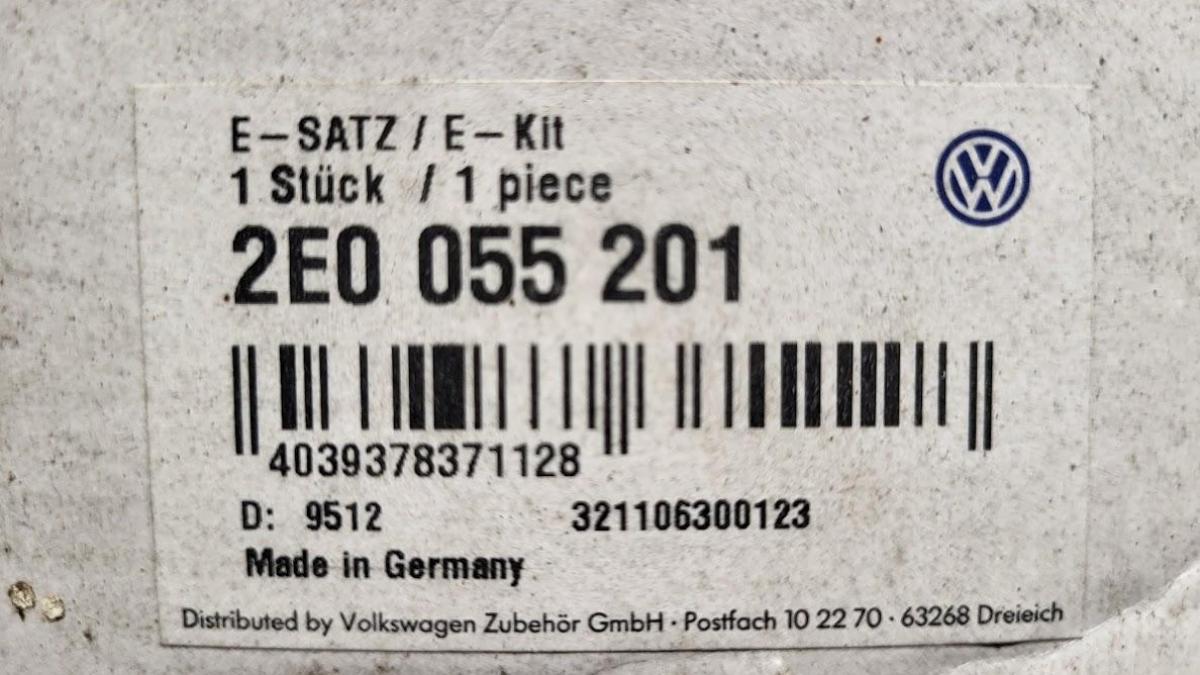 E-SATZ / E-Kit
1 Stück / 1 piece
2E0 055 201
4039378371128
D: 9512 321106300123
Made in Germany
Distributed by Volkswagen Zubehör GmbH · Postfach 10 22 70 · 63268 Dreieich